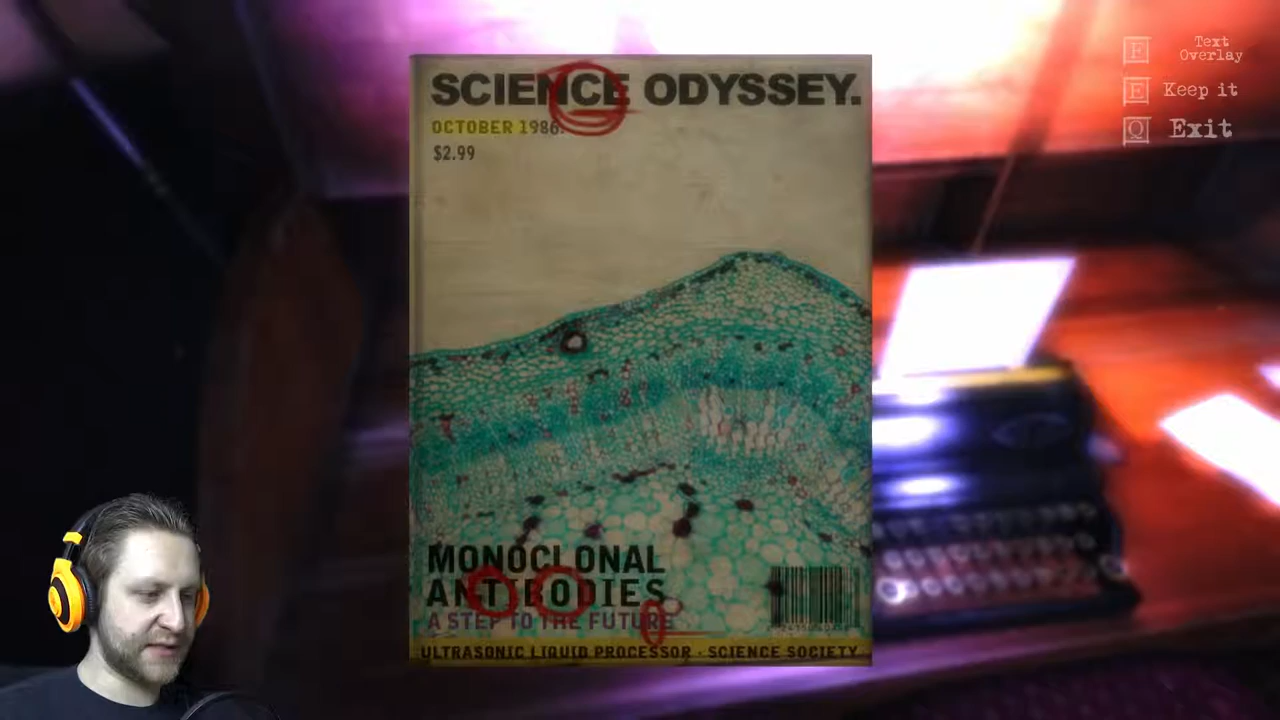 SCIENCE ODYSSEY.
OCTOBER 1986.
$2.99
MONOCLONAL
ANTIBODIES
A STEP TO THE FUTURE
ULTRASONIC LIQUID PROCESSOR - SCIENCE SOCIETY
F Text
Overlay
E Keep it
Q Exit